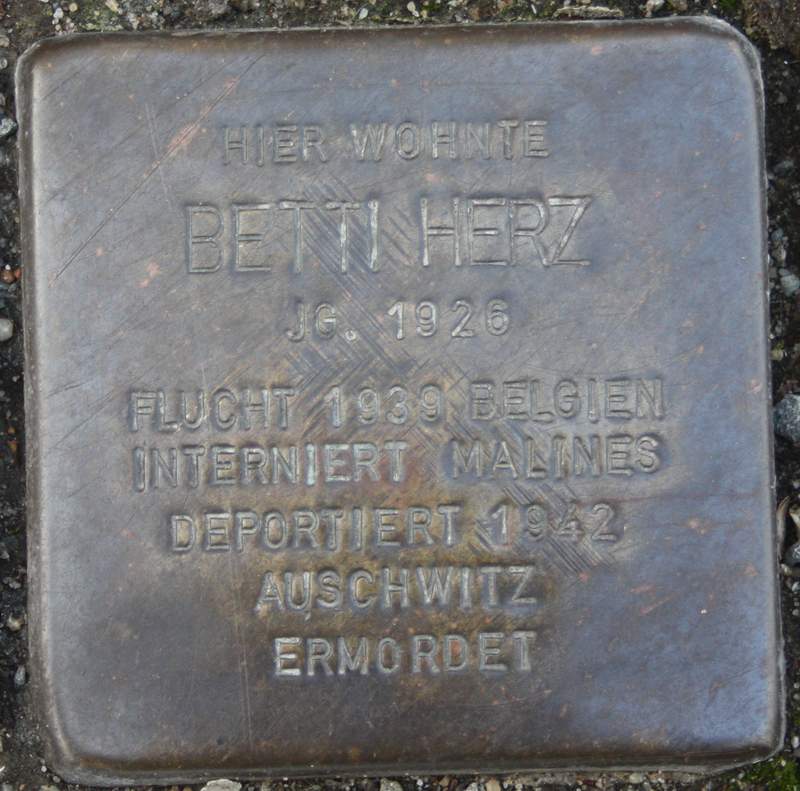 HIER WOHNTE
BETTI HERZ
JG. 1926
FLUCHT 1939 BELGIEN
INTERNIERT MALINES
DEPORTIERT 1942
AUSCHWITZ
ERMORDET